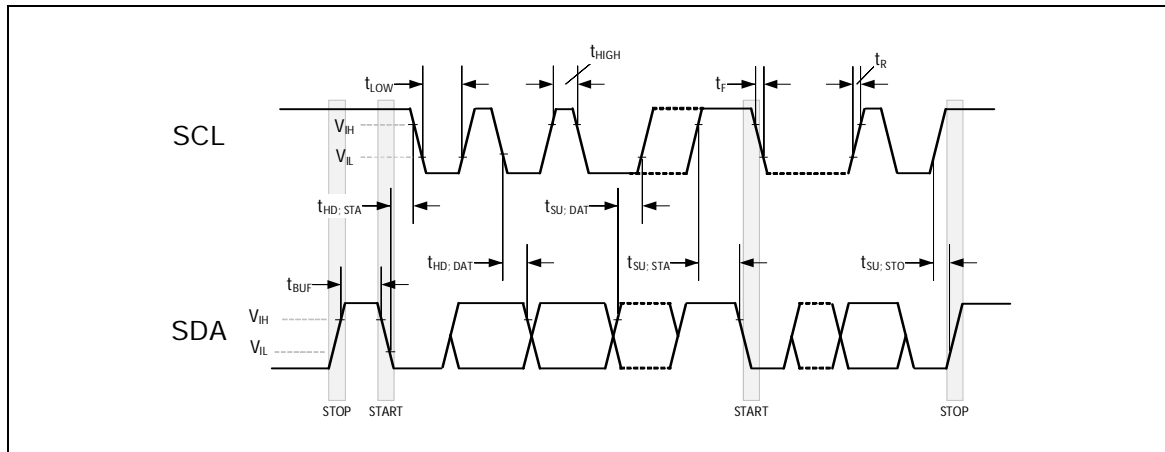 tHIGH
tLOW
tF
tR
SCL
VIH
VIL
tHD; STA
tSU; DAT
tHD; DAT
tSU; STA
tSU; STO
tBUF
VIH
SDA
VIL
STOP START START STOP